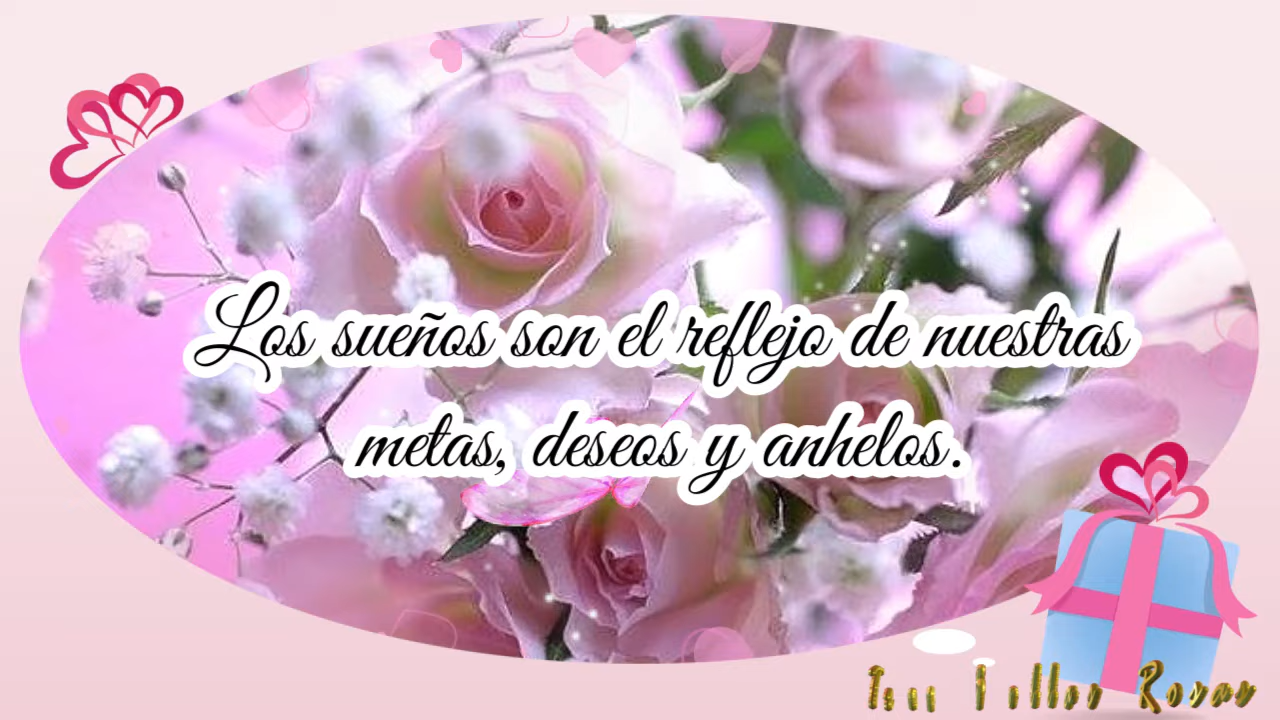 Los sueños son el reflejo de nuestras
metas, deseos y anhelos.